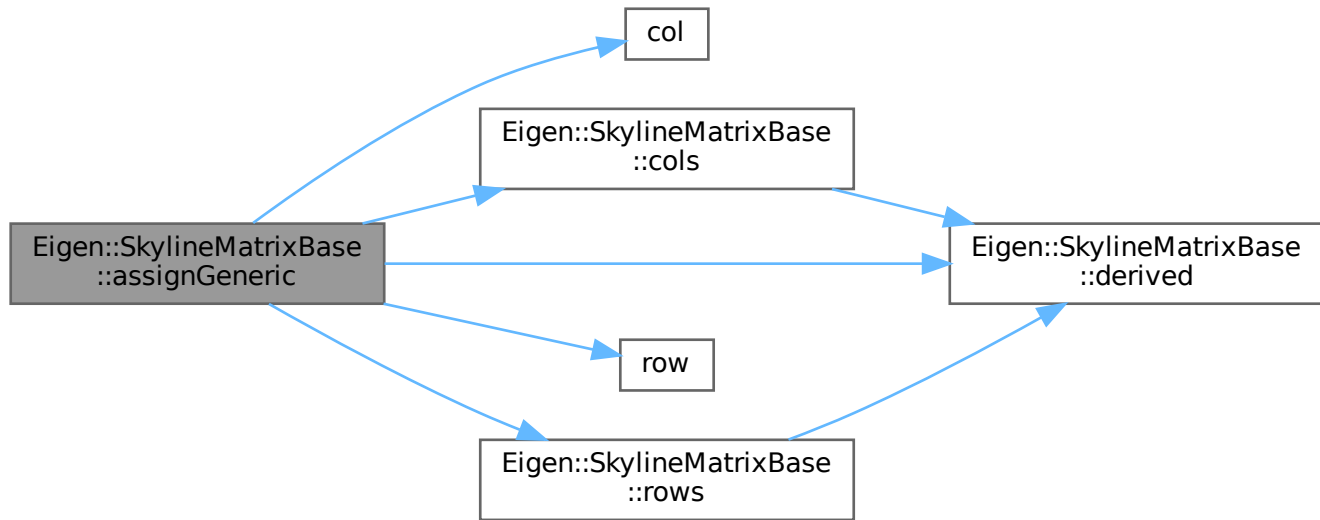 col
Eigen::SkylineMatrixBase
::cols
Eigen::SkylineMatrixBase
::assignGeneric
Eigen::SkylineMatrixBase
::derived
row
Eigen::SkylineMatrixBase
::rows